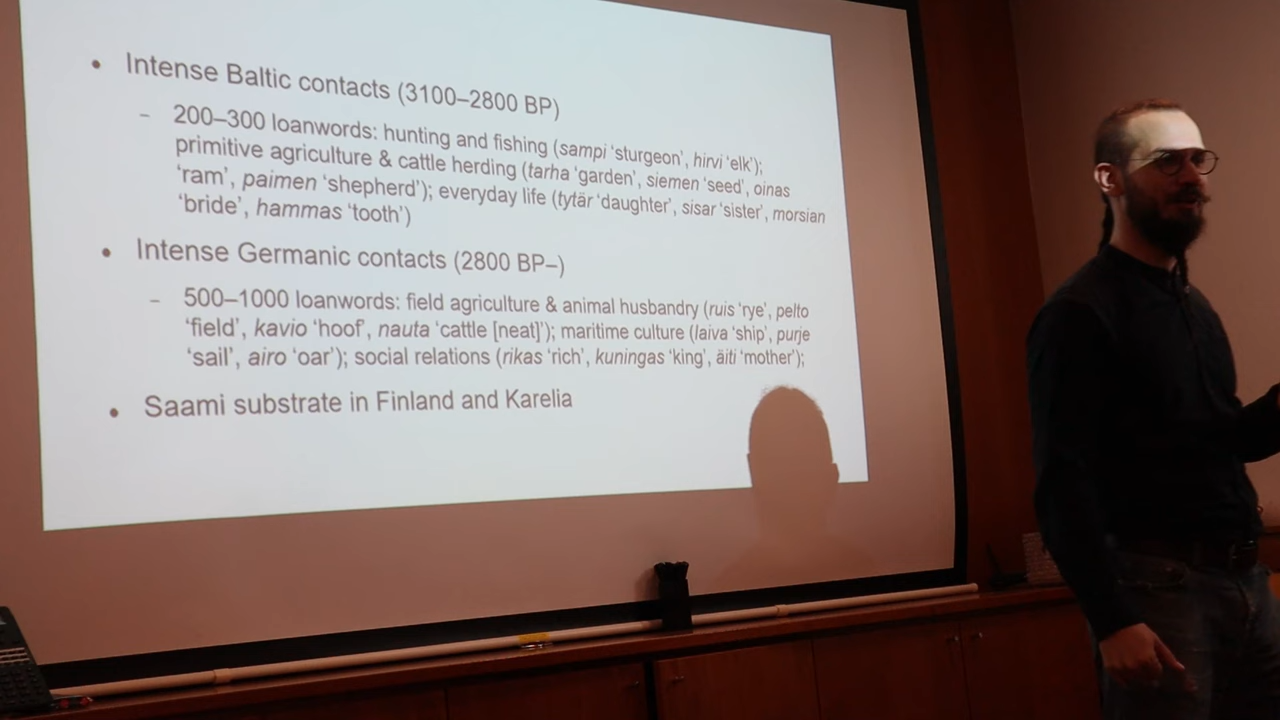 • Intense Baltic contacts (3100–2800 BP)
– 200–300 loanwords: hunting and fishing (sampi ‘sturgeon’, hirvi ‘elk’);
primitive agriculture & cattle herding (tarha ‘garden’, siemen ‘seed’, oinas
‘ram’, paimen ‘shepherd’); everyday life (tytär ‘daughter’, sisar ‘sister’, morsian
‘bride’, hammas ‘tooth’)
• Intense Germanic contacts (2800 BP–)
– 500–1000 loanwords: field agriculture & animal husbandry (ruis ‘rye’, pelto
‘field’, kavio ‘hoof’, nauta ‘cattle [neat]’); maritime culture (laiva ‘ship’, purje
‘sail’, airo ‘oar’); social relations (rikas ‘rich’, kuningas ‘king’, äiti ‘mother’);
• Saami substrate in Finland and Karelia